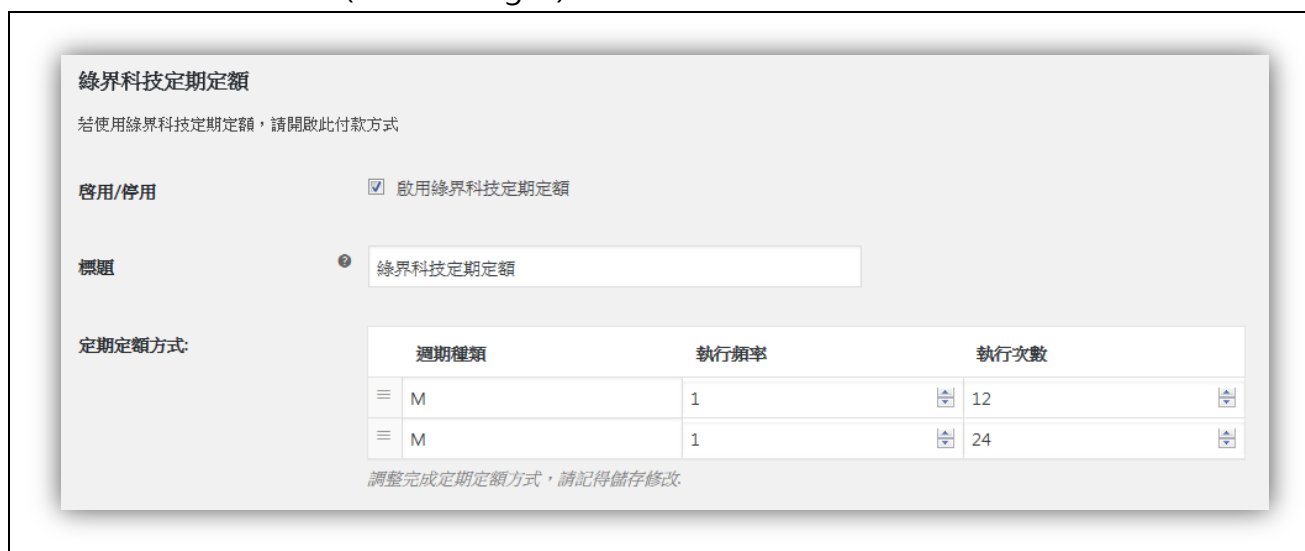 綠界科技定期定額
若使用綠界科技定期定額，請開啟此付款方式
啓用/停用
啟用綠界科技定期定額
標題
綠界科技定期定額
定期定額方式:
週期種類 執行頻率 執行次數
M 1 12
M 1 24
調整完成定期定額方式，請記得儲存修改.